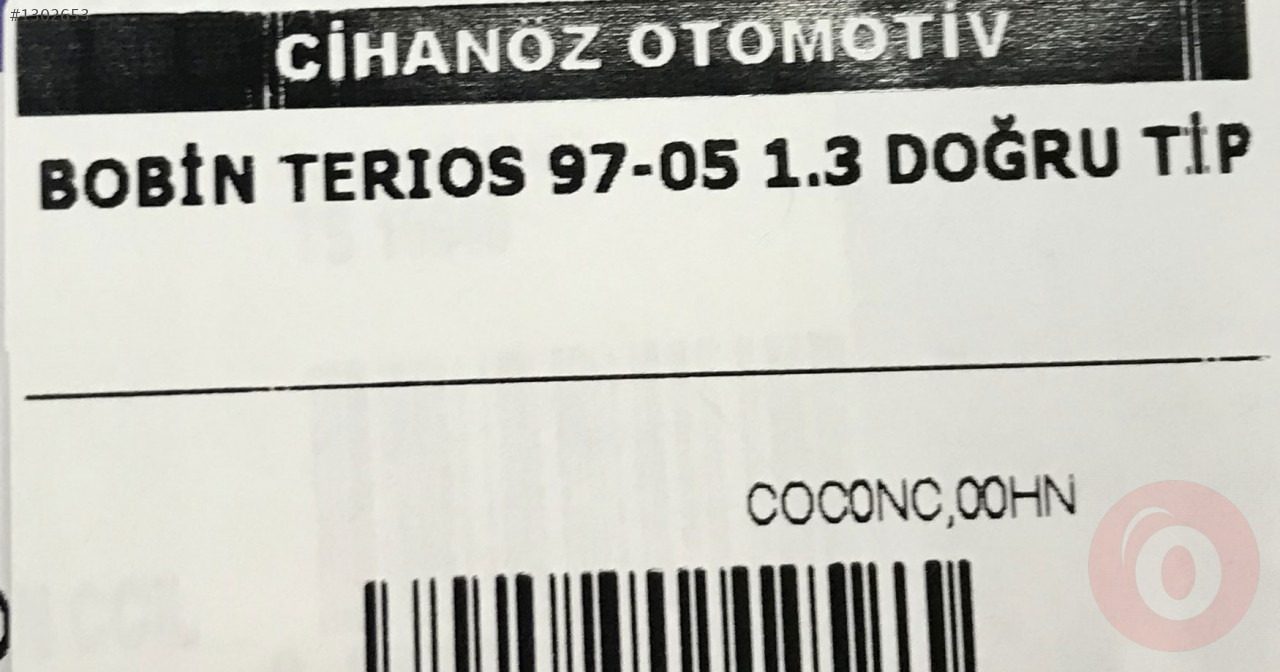 #1302653
CİHANÖZ OTOMOTİV
BOBİN TERIOS 97-05 1.3 DOĞRU TİP
COC0NC,00HN